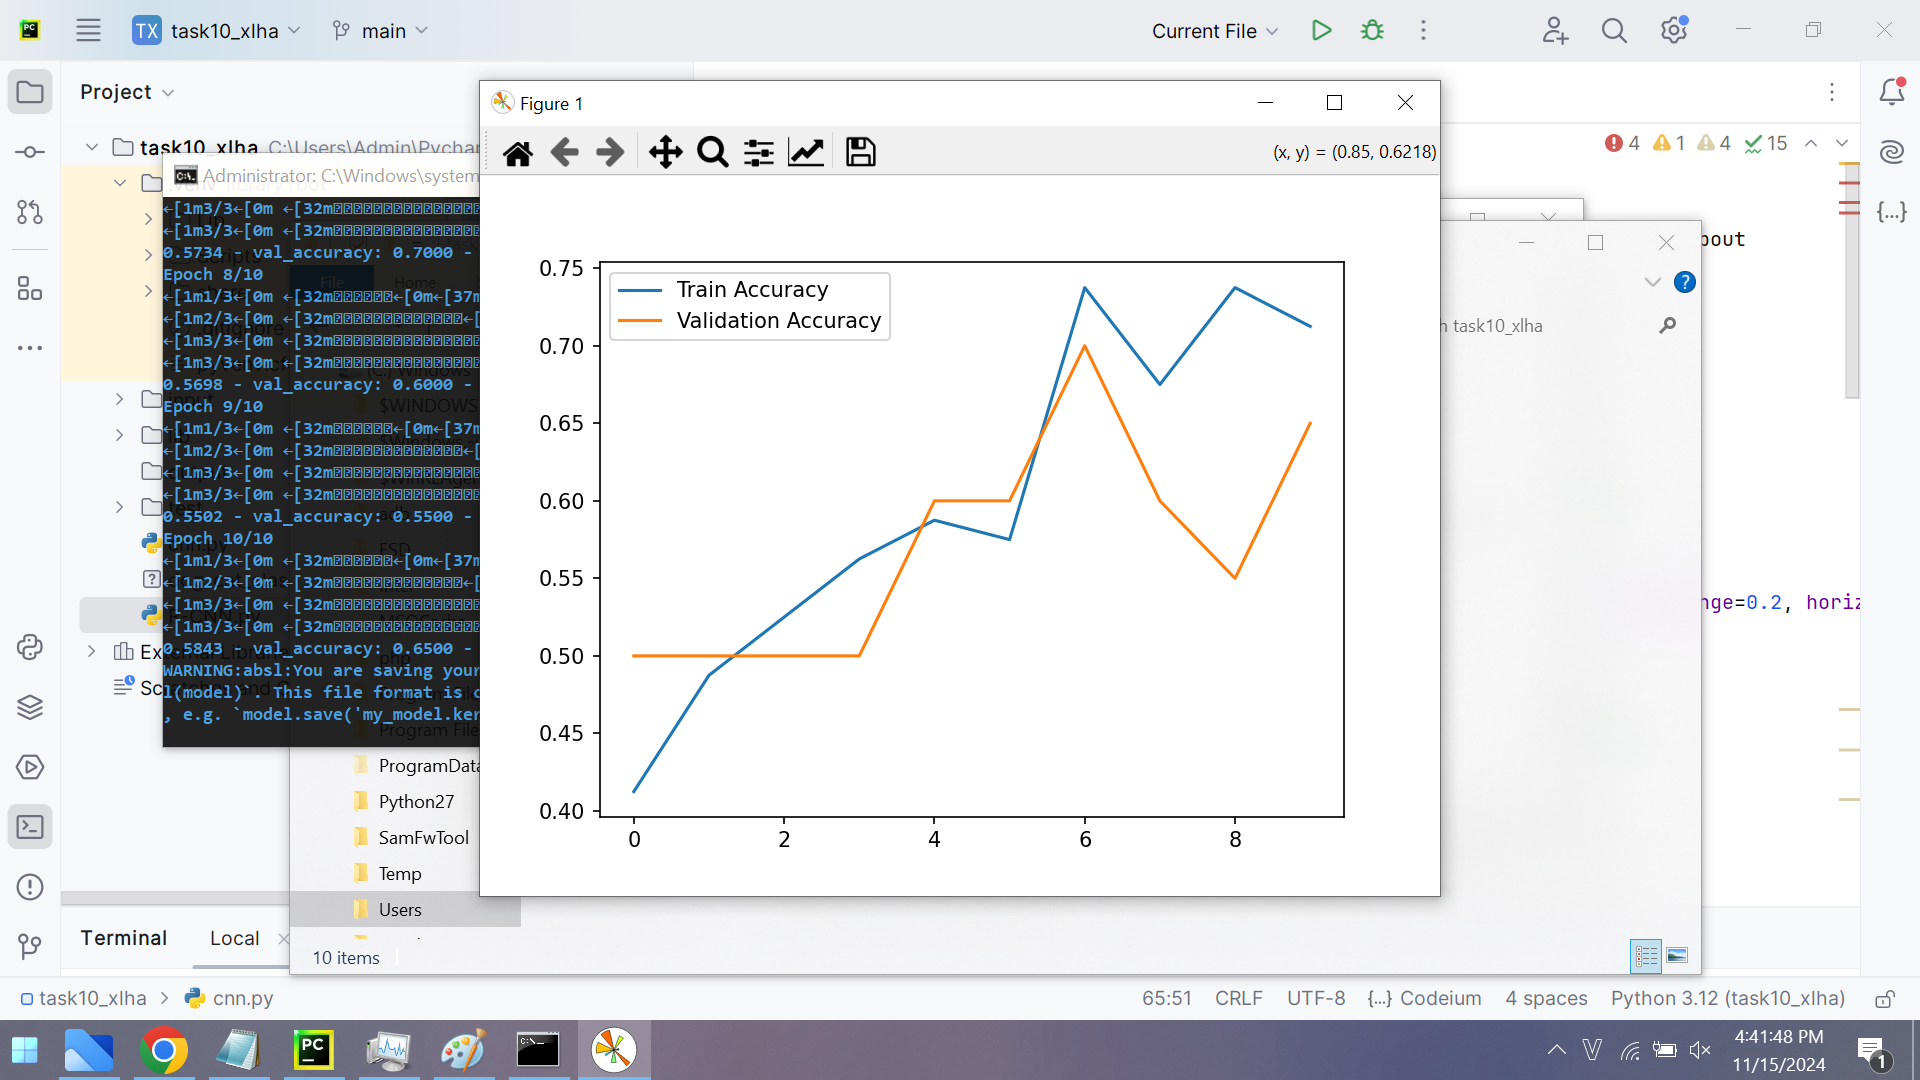 TX task10_xlha main
Current File
Project
task10_xlha C:\Users\Admin\Pychar
Administrator: C:\Windows\system
Figure 1
(x, y) = (0.85, 0.6218)
4 1 4 15
←[1m3/3←[0m ←[32m
←[1m3/3←[0m ←[32m
0.5734 - val_accuracy: 0.7000 -
Epoch 8/10
←[1m1/3←[0m ←[32m←[0m←[37m
←[1m2/3←[0m ←[32m←[
←[1m3/3←[0m ←[32m
←[1m3/3←[0m ←[32m
0.5698 - val_accuracy: 0.6000 -
Epoch 9/10
←[1m1/3←[0m ←[32m←[0m←[37m
←[1m2/3←[0m ←[32m←[
←[1m3/3←[0m ←[32m
←[1m3/3←[0m ←[32m
0.5502 - val_accuracy: 0.5500 -
Epoch 10/10
←[1m1/3←[0m ←[32m←[0m←[37m
←[1m2/3←[0m ←[32m←[
←[1m3/3←[0m ←[32m
←[1m3/3←[0m ←[32m
0.5843 - val_accuracy: 0.6500 -
WARNING:absl:You are saving your
l(model)`. This file format is c
, e.g. `model.save('my_model.ker
Train Accuracy
Validation Accuracy
0.75
0.70
0.65
0.60
0.55
0.50
0.45
0.40
0 2 4 6 8
bout
task10_xlha
nge=0.2, horiz
File Home
$WINDOWS
Program File
ProgramData
Python27
SamFwTool
Temp
Users
10 items
Terminal Local
task10_xlha > cnn.py
65:51 CRLF UTF-8 {...} Codeium 4 spaces Python 3.12 (task10_xlha)
4:41:48 PM
11/15/2024
1